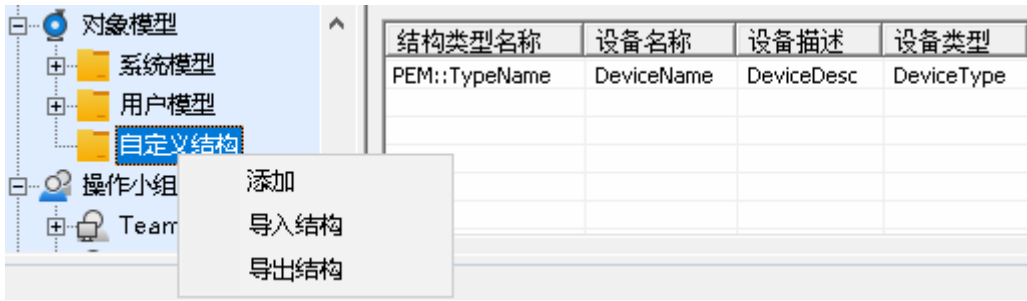 对象模型
系统模型
用户模型
自定义结构
操作小组
Team
添加
导入结构
导出结构
结构类型名称 设备名称 设备描述 设备类型
PEM::TypeName DeviceName DeviceDesc DeviceType